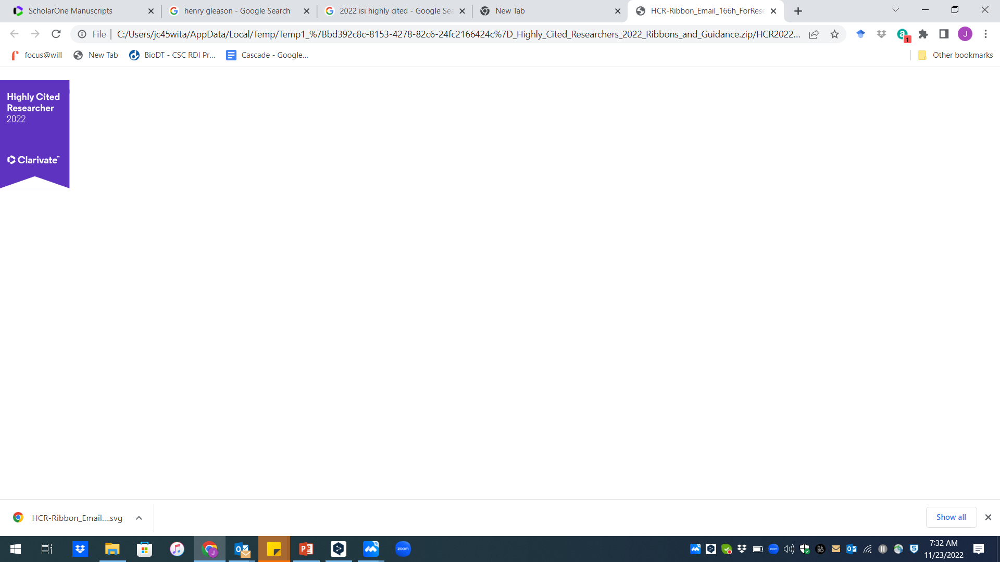 ScholarOne Manuscripts
henry gleason - Google Search
2022 isi highly cited - Google Sea
New Tab
HCR-Ribbon_Email_166h_ForRese
File
C:/Users/jc45wita/AppData/Local/Temp/Temp1_%7Bbd392c8c-8153-4278-82c6-24fc2166424c%7D_Highly_Cited_Researchers_2022_Ribbons_and_Guidance.zip/HCR2022...
1
J
focus@will
New Tab
BioDT - CSC RDI Pr...
Cascade - Google...
Other bookmarks
Highly Cited
Researcher
2022
Clarivate™
HCR-Ribbon_Email....svg
Show all
zoom
7:32 AM
11/23/2022